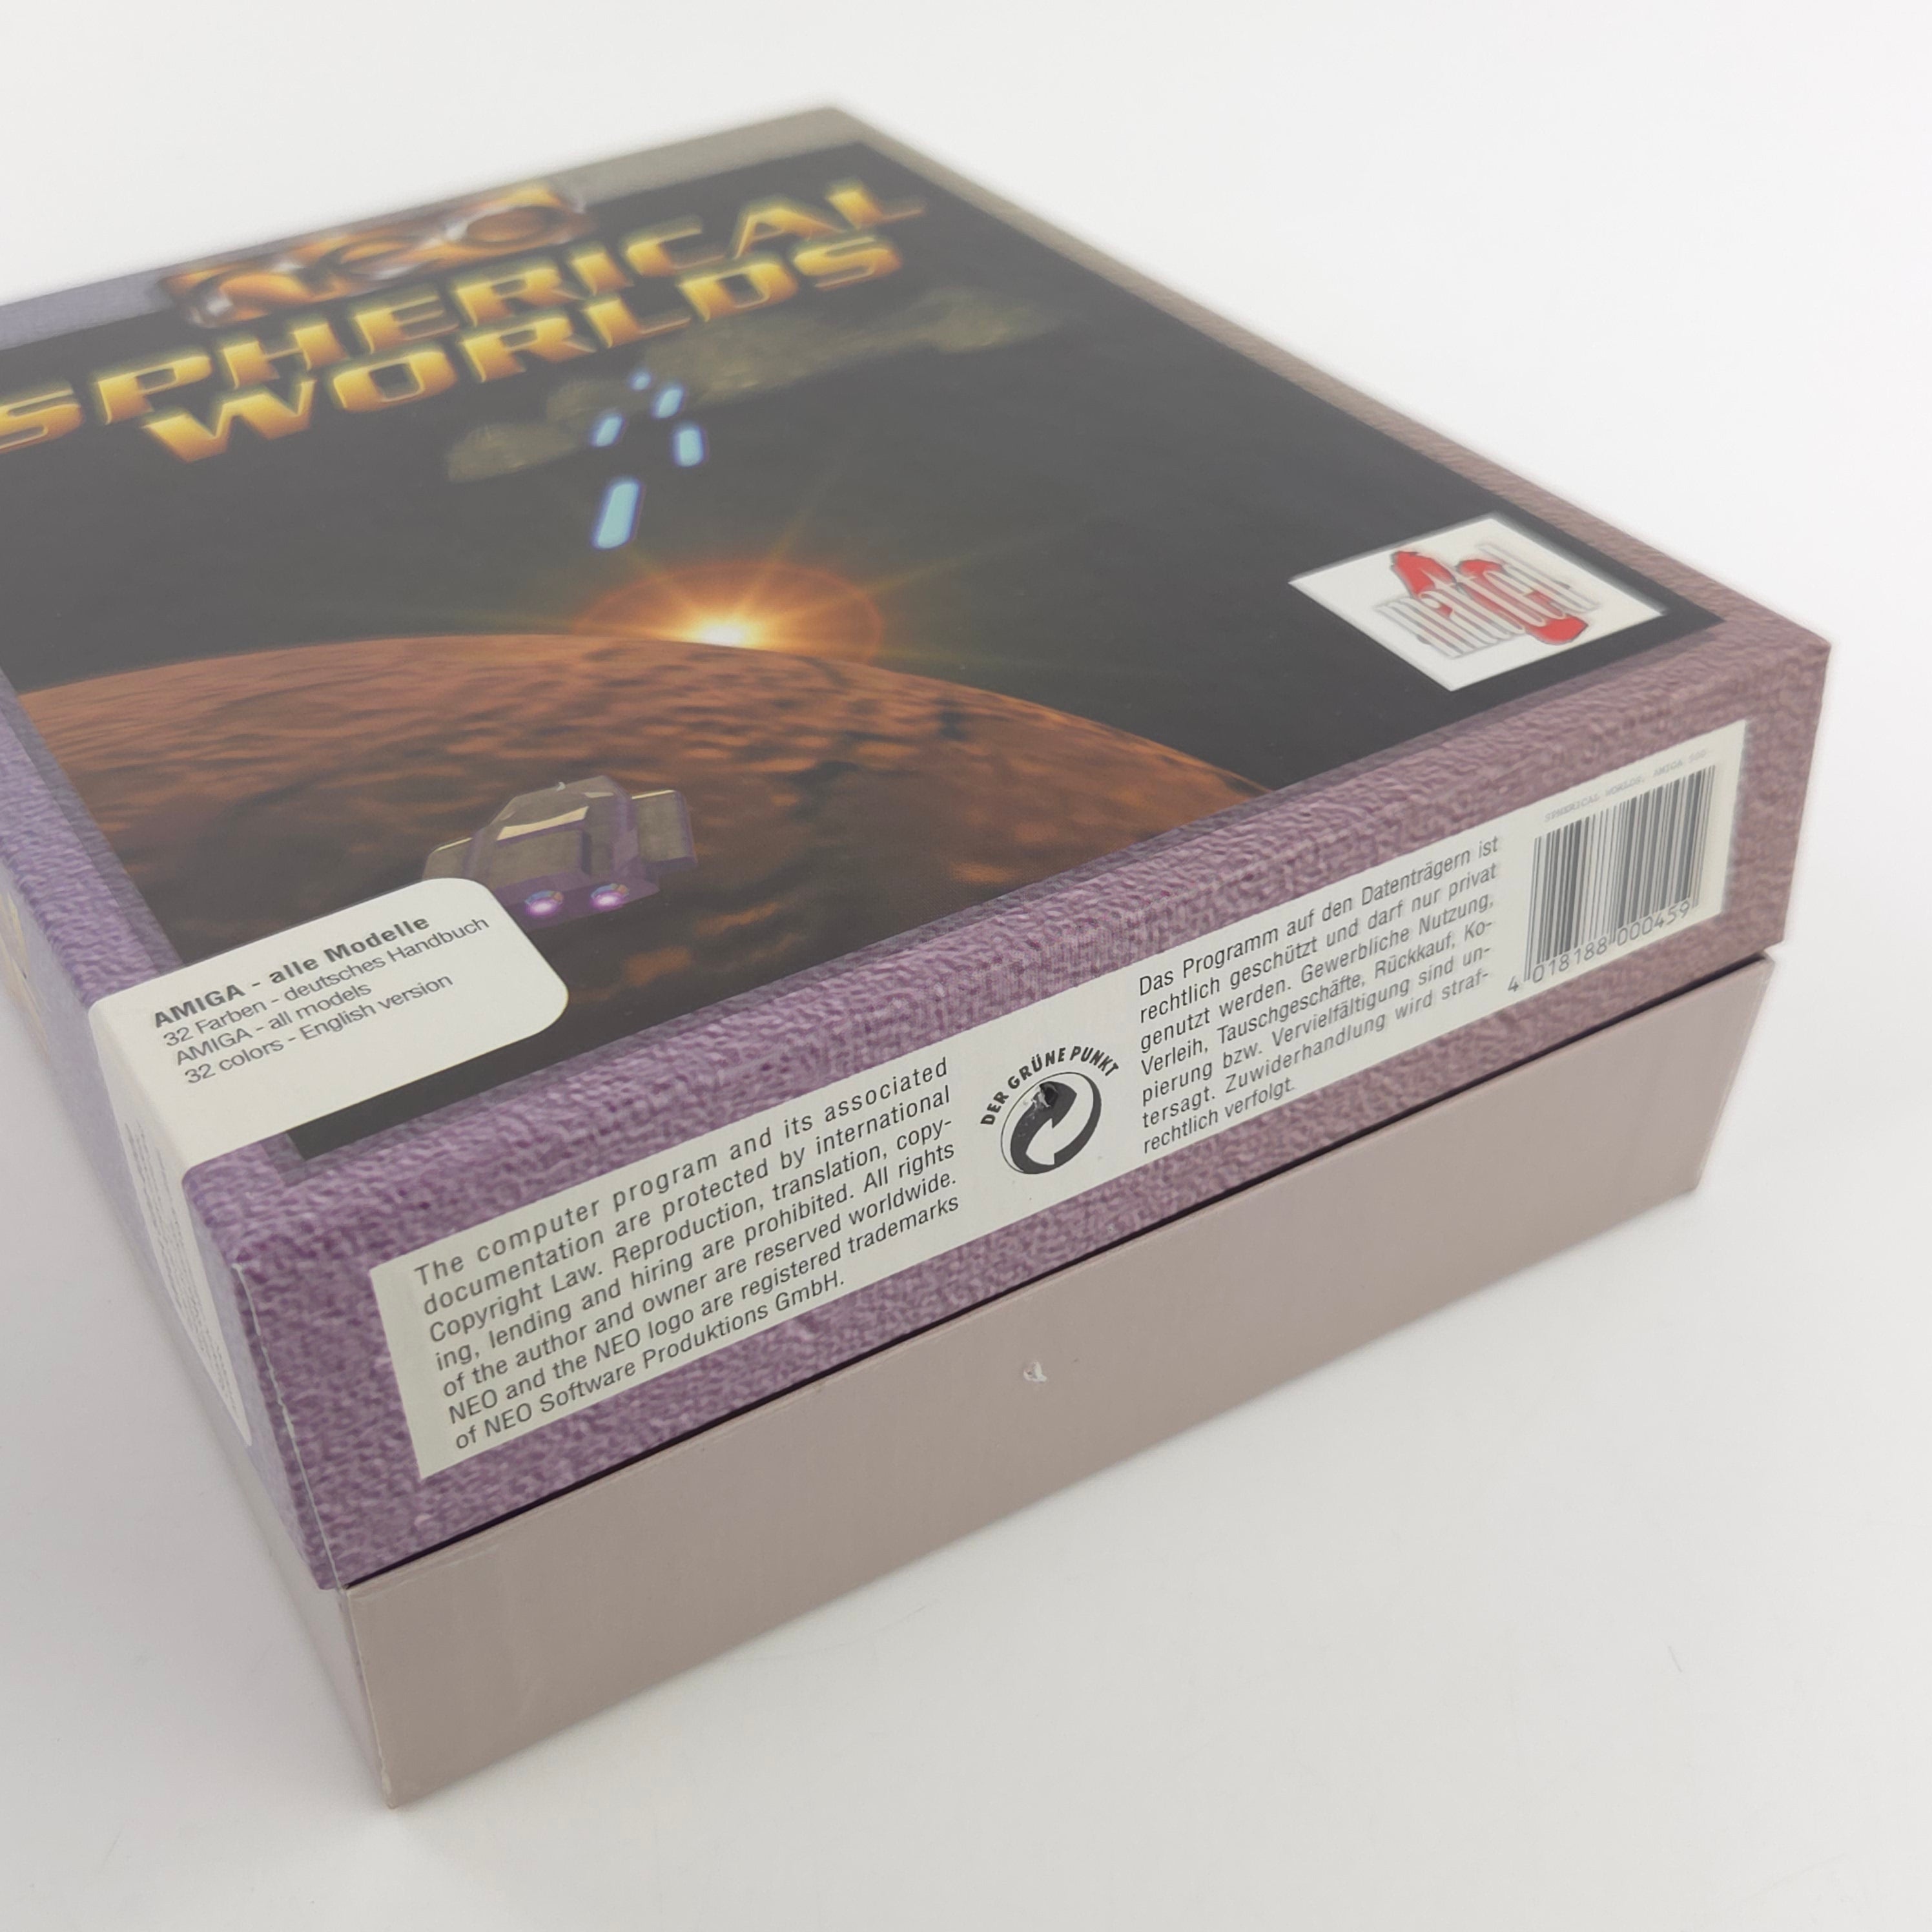 neo
SPHERICAL
WORLDS
AMIGA - alle Modelle
32 Farben - deutsches Handbuch
AMIGA - all models
32 colors - English version
The computer program and its associated
documentation are protected by international
Copyright Law. Reproduction, translation, copy-
ing, lending and hiring are prohibited. All rights
of the author and owner are reserved worldwide.
NEO and the NEO logo are registered trademarks
of NEO Software Produktions GmbH.
DER GRÜNE PUNKT
Das Programm auf den Datenträgern ist
rechtlich geschützt und darf nur privat
genutzt werden. Gewerbliche Nutzung,
Verleih, Tauschgeschäfte, Rückkauf, Ko-
pierung bzw. Vervielfältigung sind un-
tersagt. Zuwiderhandlung wird straf-
rechtlich verfolgt.
SPHERICAL WORLDS, AMIGA
4 018188 000459